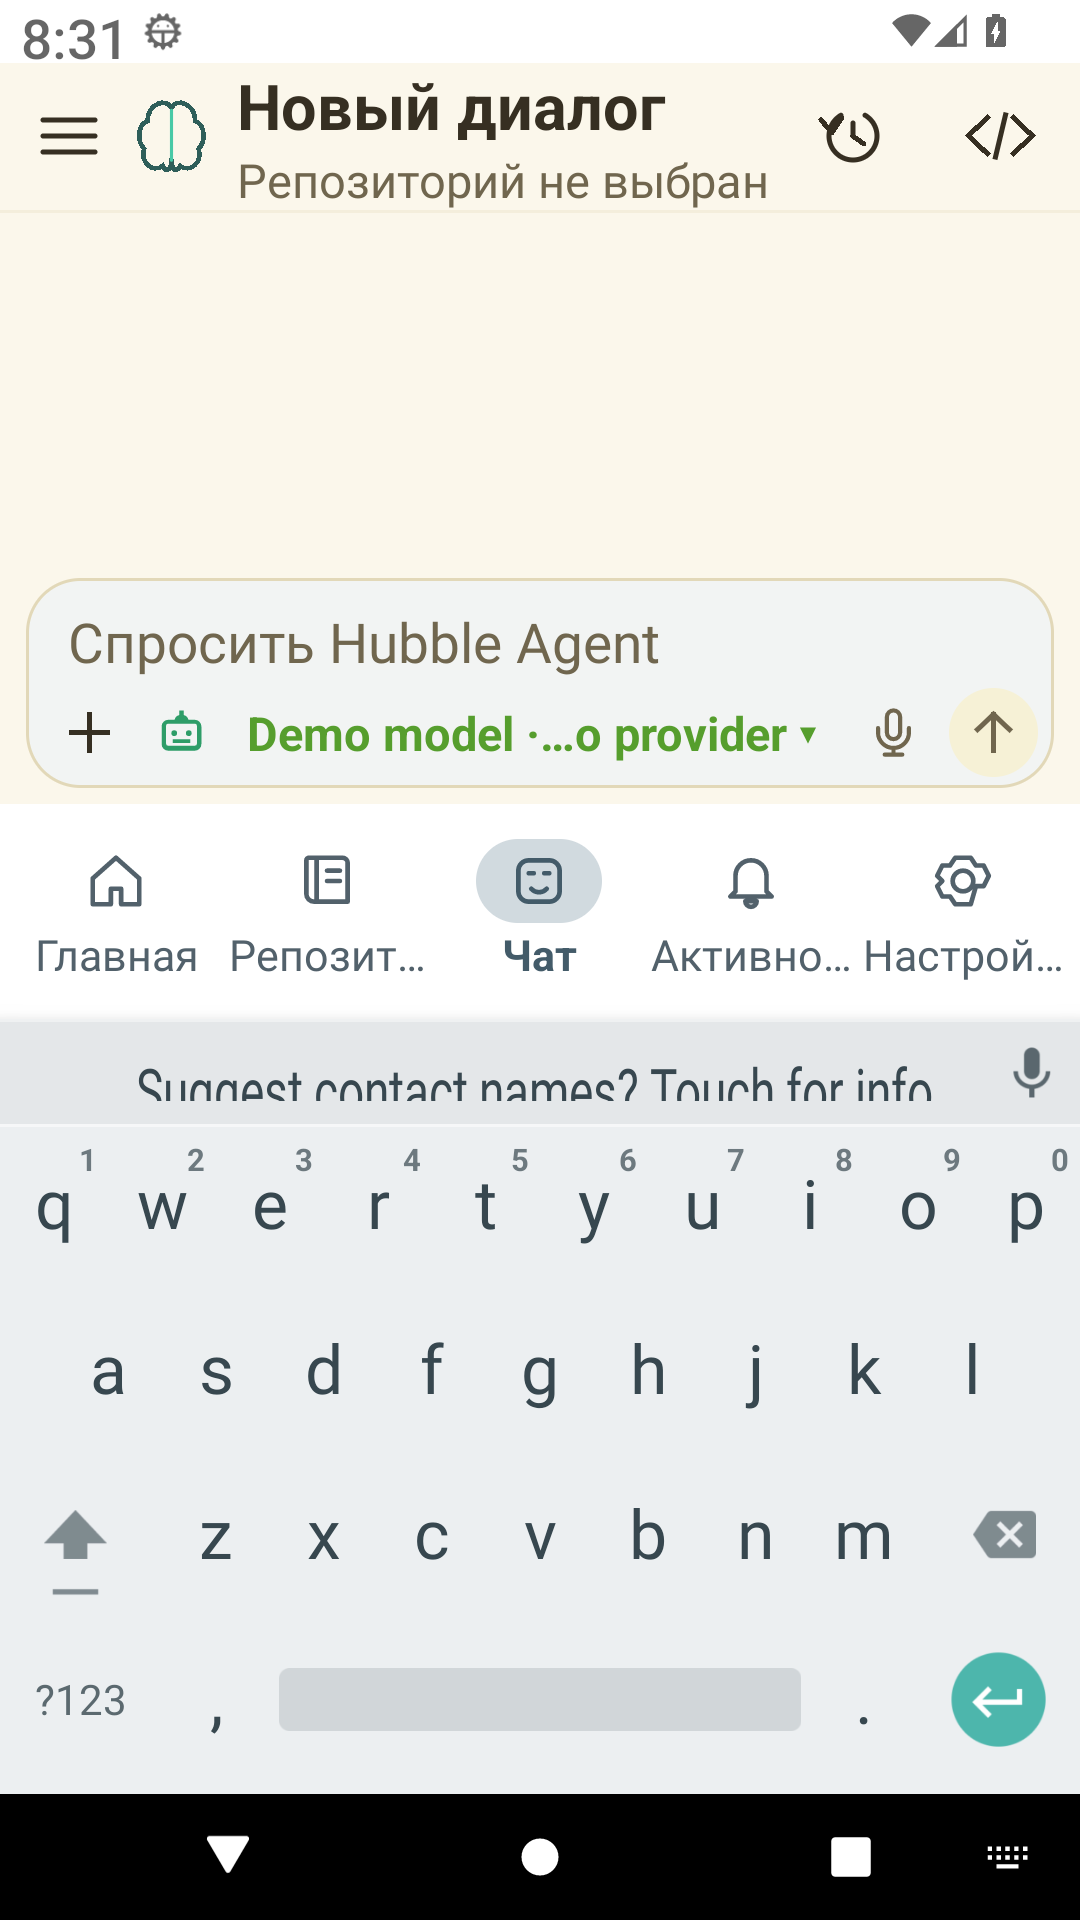 8:31
Новый диалог
Репозиторий не выбран
Спросить Hubble Agent
Demo model ·…o provider ▾
Главная Репозит… Чат Активно… Настрой…
Suggest contact names? Touch for info
1 2 3 4 5 6 7 8 9 0
q w e r t y u i o p
a s d f g h j k l
z x c v b n m
?123 , .